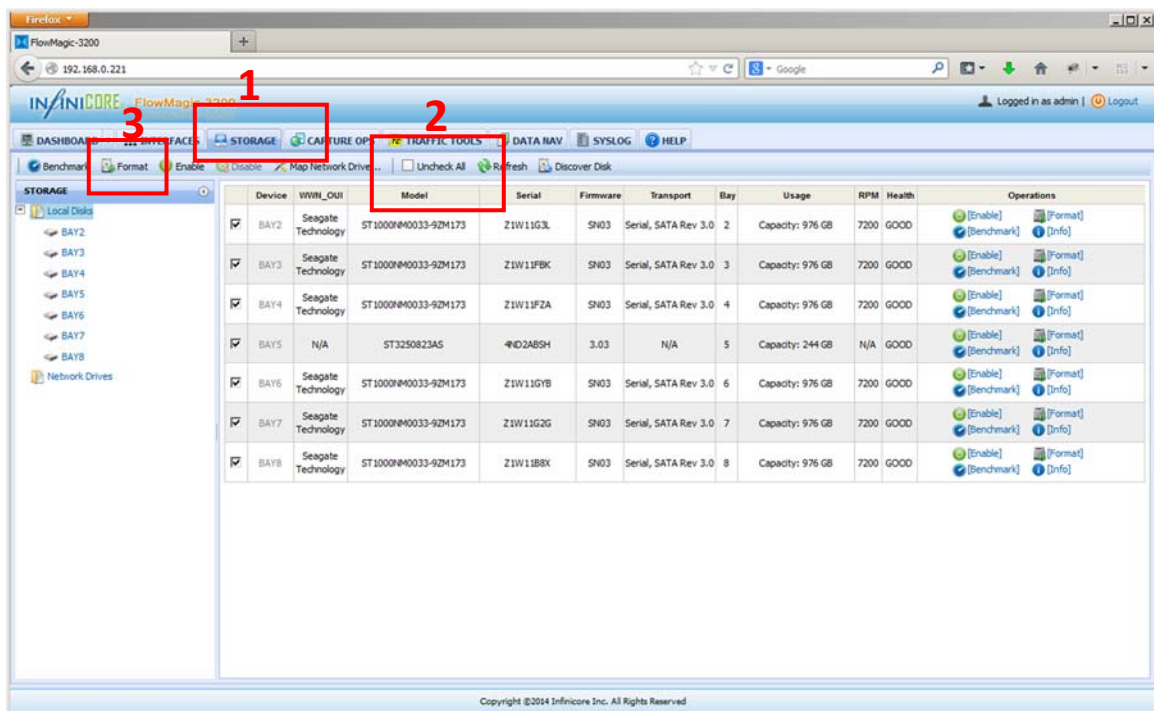 Firefox
FlowMagic-3200
192.168.0.221
Google
INFINICORE FlowMagic-3200
Logged in as admin | Logout
1
2
3
DASHBOARD INTERFACES STORAGE CAPTURE OPS TRAFFIC TOOLS DATA NAV SYSLOG HELP
Benchmark Format Enable Disable Map Network Drive... Uncheck All Refresh Discover Disk
STORAGE
Local Disks
BAY2
BAY3
BAY4
BAY5
BAY6
BAY7
BAY8
Network Drives
Device WWN_OUI Model Serial Firmware Transport Bay Usage RPM Health Operations
BAY2 Seagate Technology ST1000NM0033-9ZM173 Z1W11G3L SN03 Serial, SATA Rev 3.0 2 Capacity: 976 GB 7200 GOOD [Enable] [Format] [Benchmark] [Info]
BAY3 Seagate Technology ST1000NM0033-9ZM173 Z1W11FBK SN03 Serial, SATA Rev 3.0 3 Capacity: 976 GB 7200 GOOD [Enable] [Format] [Benchmark] [Info]
BAY4 Seagate Technology ST1000NM0033-9ZM173 Z1W11FZA SN03 Serial, SATA Rev 3.0 4 Capacity: 976 GB 7200 GOOD [Enable] [Format] [Benchmark] [Info]
BAY5 N/A ST3250823AS 4ND2ABSH 3.03 N/A 5 Capacity: 244 GB N/A GOOD [Enable] [Format] [Benchmark] [Info]
BAY6 Seagate Technology ST1000NM0033-9ZM173 Z1W11GYB SN03 Serial, SATA Rev 3.0 6 Capacity: 976 GB 7200 GOOD [Enable] [Format] [Benchmark] [Info]
BAY7 Seagate Technology ST1000NM0033-9ZM173 Z1W11G2G SN03 Serial, SATA Rev 3.0 7 Capacity: 976 GB 7200 GOOD [Enable] [Format] [Benchmark] [Info]
BAY8 Seagate Technology ST1000NM0033-9ZM173 Z1W11B8X SN03 Serial, SATA Rev 3.0 8 Capacity: 976 GB 7200 GOOD [Enable] [Format] [Benchmark] [Info]
Copyright ©2014 Infinicore Inc. All Rights Reserved